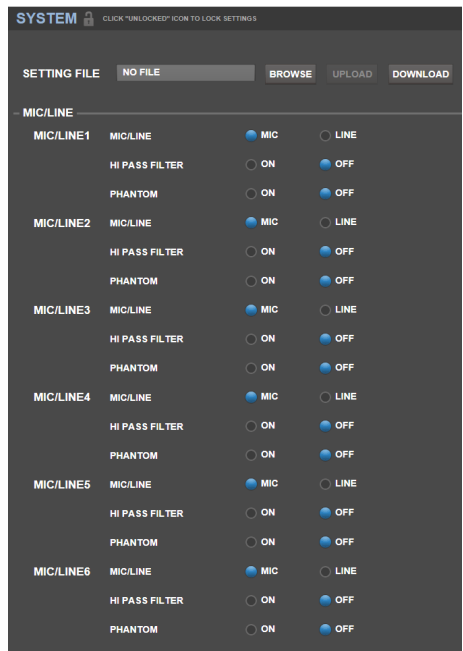 SYSTEM CLICK "UNLOCKED" ICON TO LOCK SETTINGS
SETTING FILE NO FILE BROWSE UPLOAD DOWNLOAD
MIC/LINE
MIC/LINE1 MIC/LINE MIC LINE
HI PASS FILTER ON OFF
PHANTOM ON OFF
MIC/LINE2 MIC/LINE MIC LINE
HI PASS FILTER ON OFF
PHANTOM ON OFF
MIC/LINE3 MIC/LINE MIC LINE
HI PASS FILTER ON OFF
PHANTOM ON OFF
MIC/LINE4 MIC/LINE MIC LINE
HI PASS FILTER ON OFF
PHANTOM ON OFF
MIC/LINE5 MIC/LINE MIC LINE
HI PASS FILTER ON OFF
PHANTOM ON OFF
MIC/LINE6 MIC/LINE MIC LINE
HI PASS FILTER ON OFF
PHANTOM ON OFF